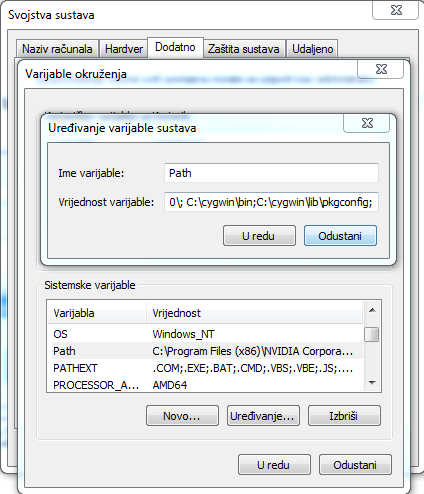 Svojstva sustava
Naziv računala Hardver Dodatno Zaštita sustava Udaljeno
Varijable okruženja
Uređivanje varijable sustava
Ime varijable: Path
Vrijednost varijable: 0\; C:\cygwin\bin;C:\cygwin\lib\pkgconfig;
U redu Odustani
Sistemske varijable
Varijabla Vrijednost
OS Windows_NT
Path C:\Program Files (x86)\NVIDIA Corpora...
PATHEXT .COM;.EXE;.BAT;.CMD;.VBS;.VBE;.JS;....
PROCESSOR_A... AMD64
Novo... Uređivanje... Izbriši
U redu Odustani